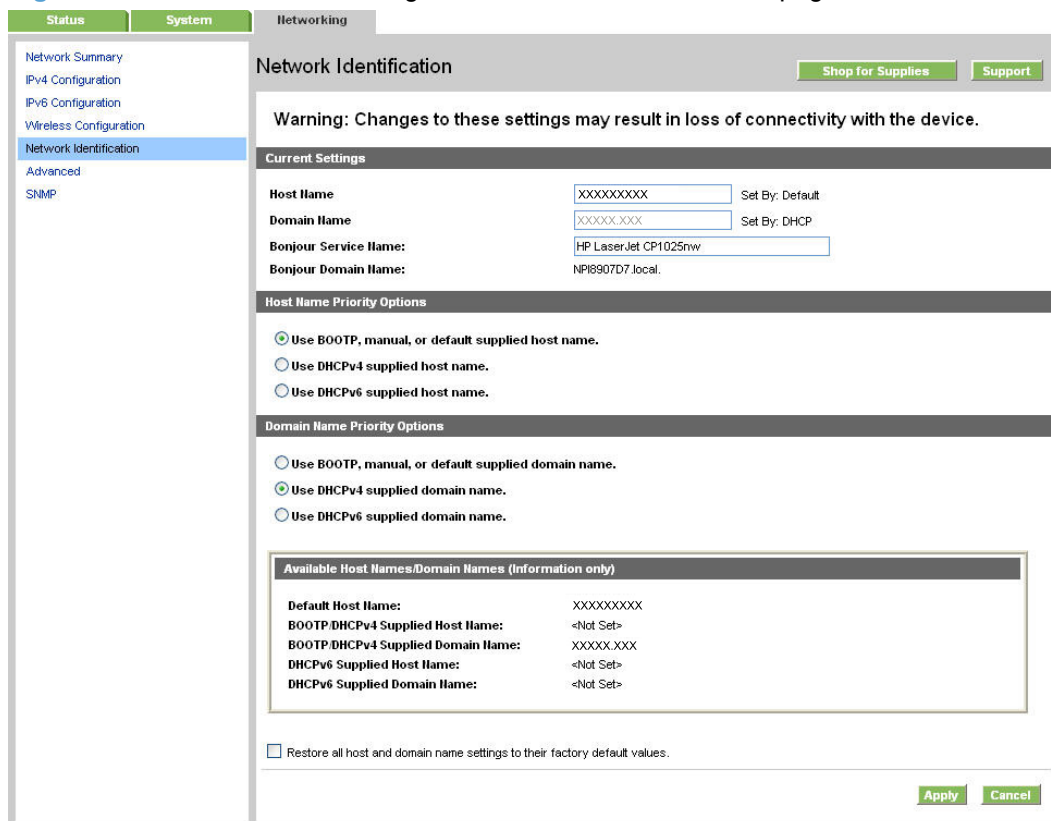 Status
System
Networking
Network Summary
IPv4 Configuration
IPv6 Configuration
Wireless Configuration
Network Identification
Advanced
SNMP
Network Identification
Shop for Supplies
Support
Warning: Changes to these settings may result in loss of connectivity with the device.
Current Settings
Host Name XXXXXXXXX Set By: Default
Domain Name XXXXX.XXX Set By: DHCP
Bonjour Service Name: HP LaserJet CP1025nw
Bonjour Domain Name: NPI8907D7.local.
Host Name Priority Options
Use BOOTP, manual, or default supplied host name.
Use DHCPv4 supplied host name.
Use DHCPv6 supplied host name.
Domain Name Priority Options
Use BOOTP, manual, or default supplied domain name.
Use DHCPv4 supplied domain name.
Use DHCPv6 supplied domain name.
Available Host Names/Domain Names (Information only)
Default Host Name: XXXXXXXXX
BOOTP/DHCPv4 Supplied Host Name: <Not Set>
BOOTP/DHCPv4 Supplied Domain Name: XXXXX.XXX
DHCPv6 Supplied Host Name: <Not Set>
DHCPv6 Supplied Domain Name: <Not Set>
Restore all host and domain name settings to their factory default values.
Apply
Cancel